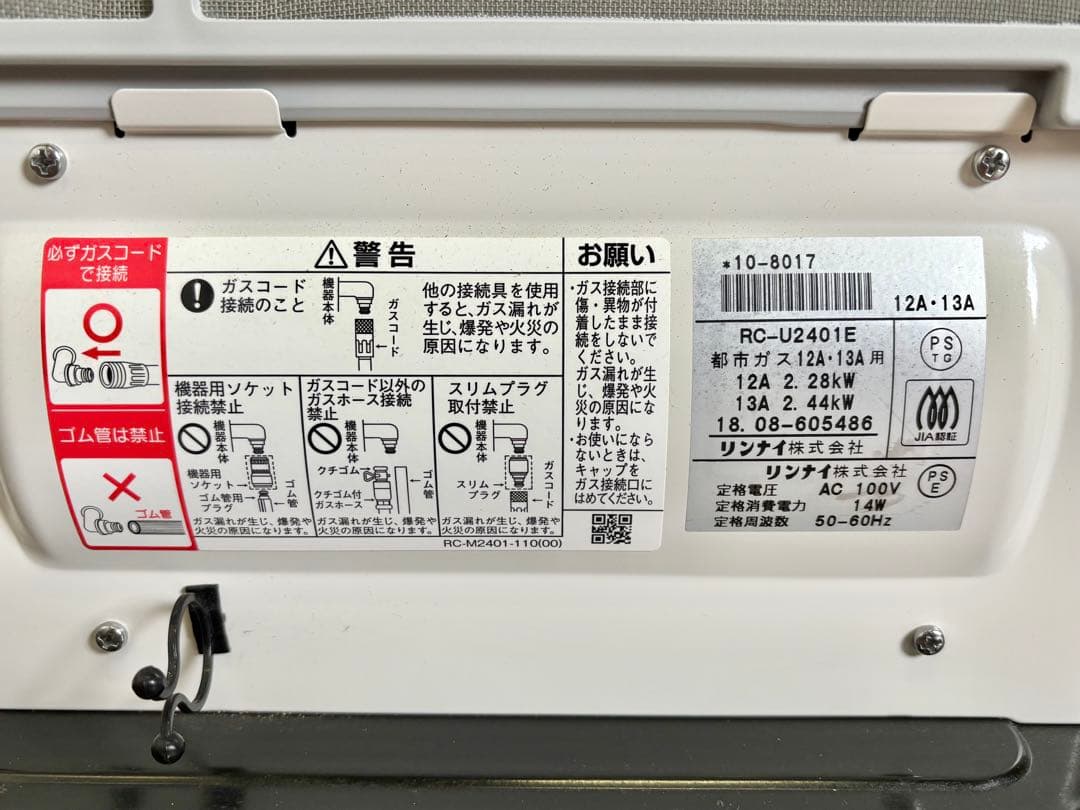 必ずガスコード
で接続
ゴム管は禁止
ゴム管
警告
ガスコード
接続のこと
機器本体
ガスコード
他の接続具を使用
すると、ガス漏れが
生じ、爆発や火災の
原因になります。
機器用ソケット
接続禁止
機器本体
機器用
ソケット
ゴム管用
プラグ
ゴム管
ガス漏れが生じ、爆発や
火災の原因になります。
ガスコード以外の
ガスホース接続
禁止
機器本体
クチゴム
クチゴム付
ガスホース
ゴム管
ガス漏れが生じ、爆発や
火災の原因になります。
スリムプラグ
取付禁止
機器本体
スリム
プラグ
ガスコード
ガス漏れが生じ、爆発や
火災の原因になります。
RC-M2401-110(00)
お願い
・ガス接続部に
傷・異物が付
着したまま接
続をしないで
ください。
ガス漏れが生
じ、爆発や火
災の原因にな
ります。
・お使いになら
ないときは、
キャップを
ガス接続口に
はめてください。
*10-8017
12A・13A
RC-U2401E
都市ガス12A・13A用
12A 2.28kW
13A 2.44kW
18.08-605486
リンナイ株式会社
PS
TG
JIA認証
リンナイ株式会社
定格電圧 AC 100V
定格消費電力 14W
定格周波数 50-60Hz
PS
E